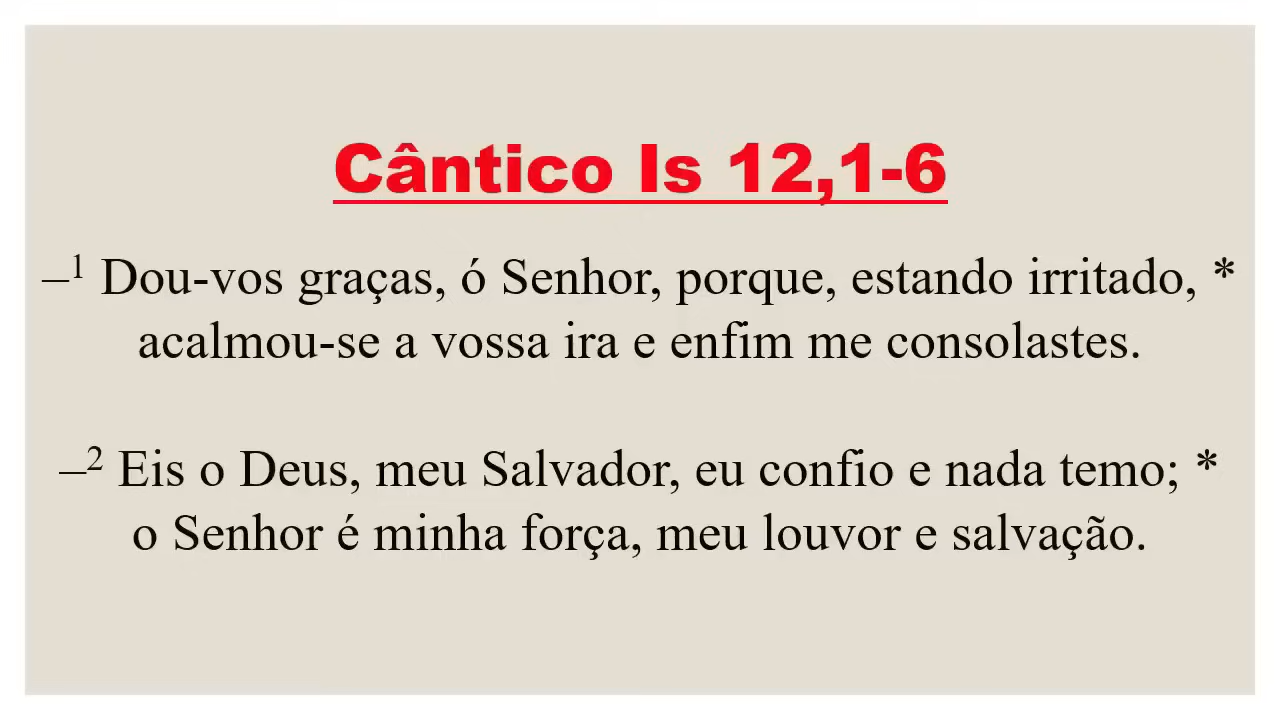 Cântico Is 12,1-6
–¹ Dou-vos graças, ó Senhor, porque, estando irritado, *
acalmou-se a vossa ira e enfim me consolastes.
–² Eis o Deus, meu Salvador, eu confio e nada temo; *
o Senhor é minha força, meu louvor e salvação.